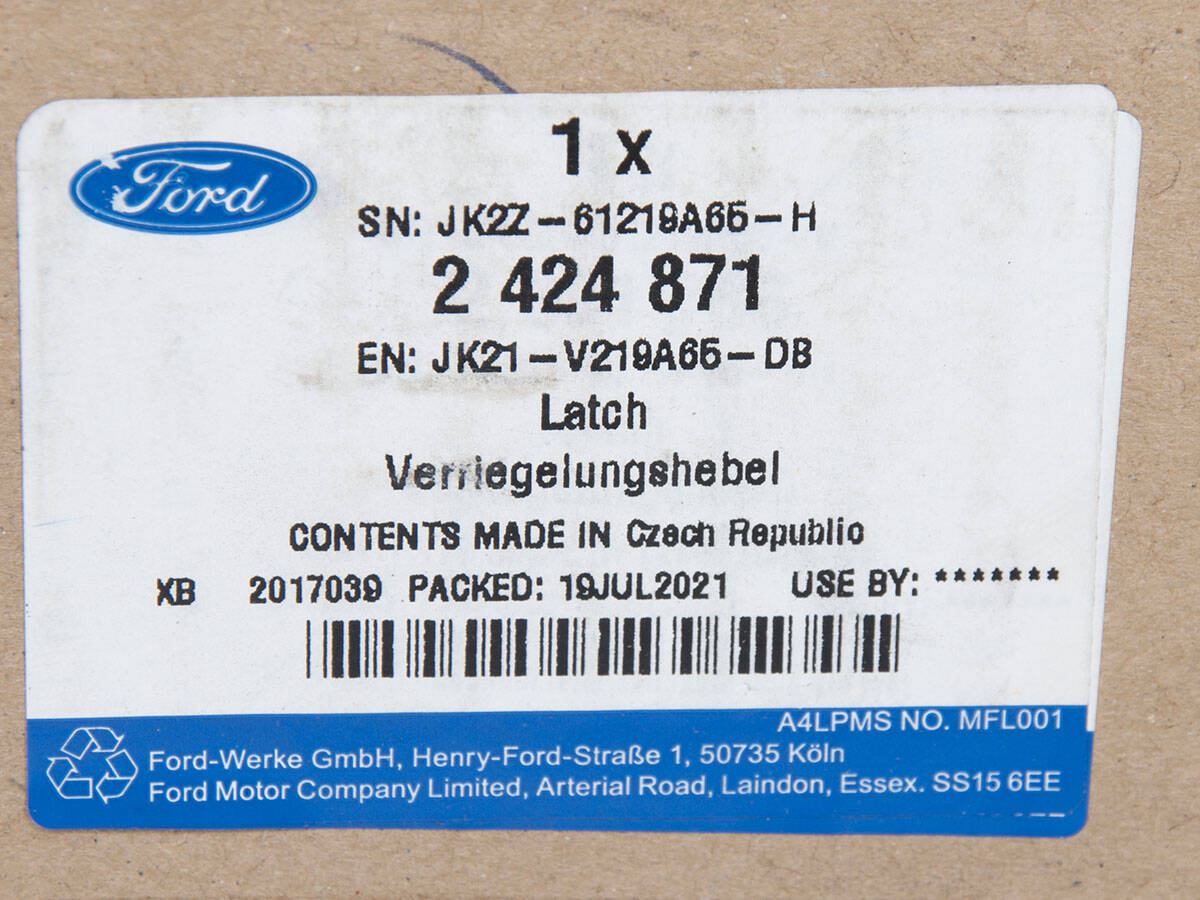 Ford
1 x
SN: JK2Z-61219A65-H
2 424 871
EN: JK21-V219A65-DB
Latch
Verriegelungshebel
CONTENTS MADE IN Czech Republic
XB 2017039 PACKED: 19JUL2021 USE BY: *******
A4LPMS NO. MFL001
Ford-Werke GmbH, Henry-Ford-Straße 1, 50735 Köln
Ford Motor Company Limited, Arterial Road, Laindon, Essex. SS15 6EE